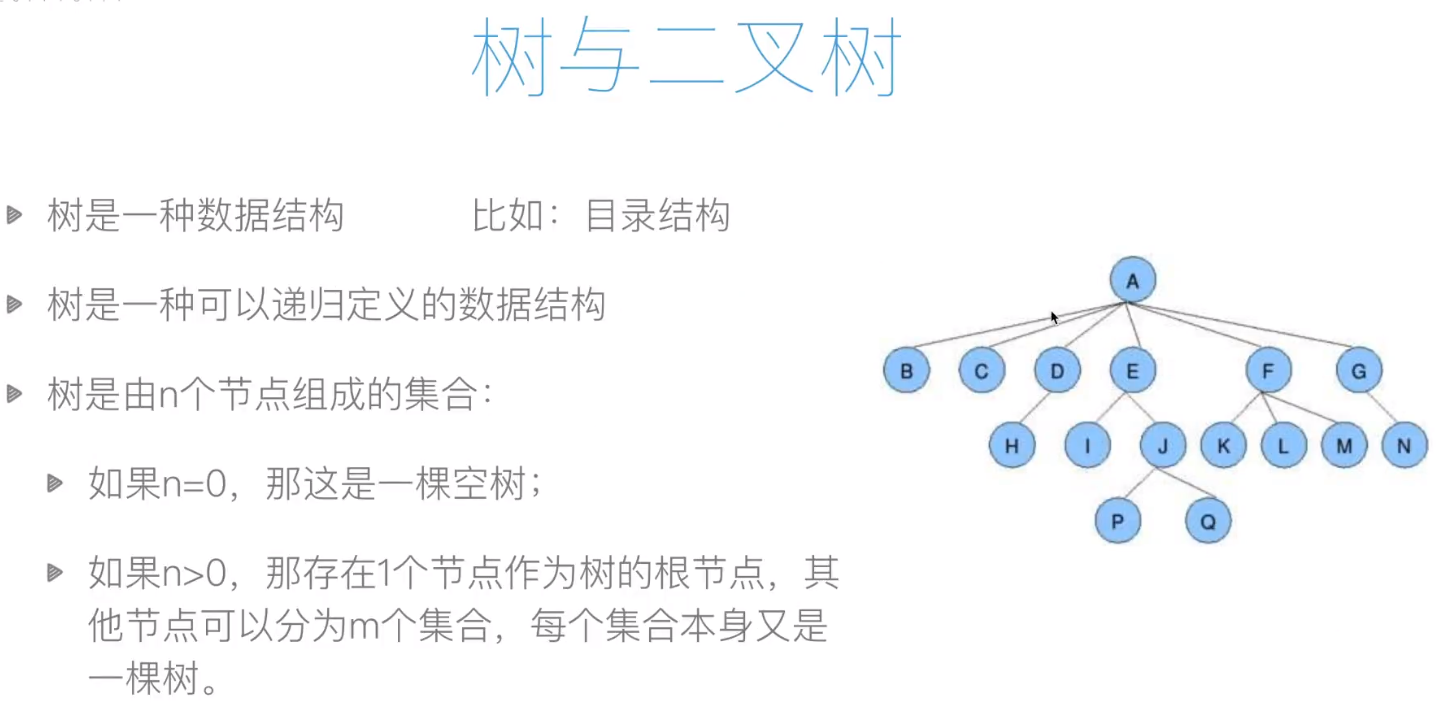 树与二叉树
树是一种数据结构 比如：目录结构
树是一种可以递归定义的数据结构
树是由n个节点组成的集合：
如果n=0，那这是一棵空树；
如果n>0，那存在1个节点作为树的根节点，其
他节点可以分为m个集合，每个集合本身又是
一棵树。
A
B C D E F G
H I J K L M N
P Q